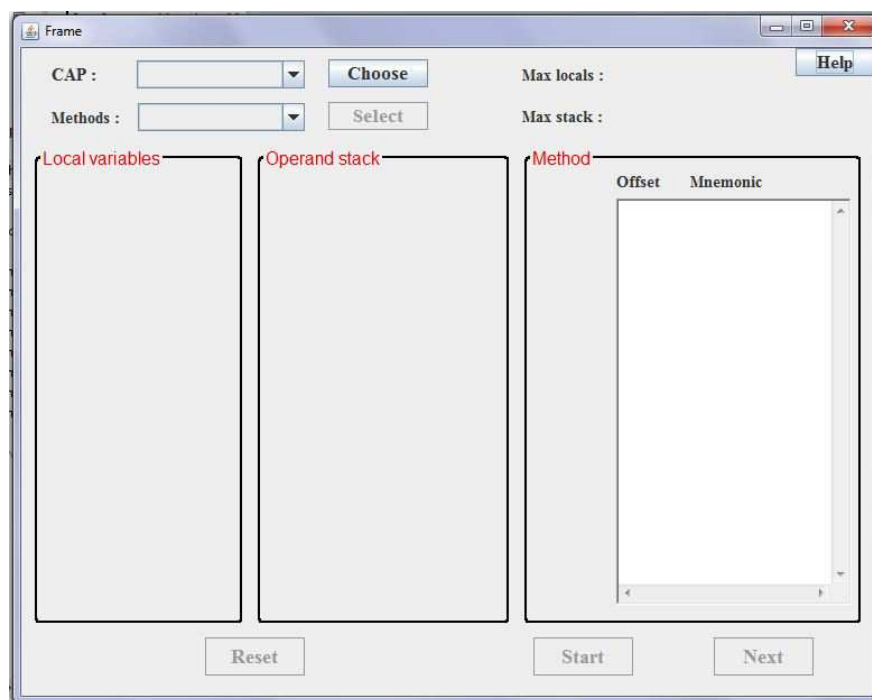 Frame
CAP : Choose Max locals : Help
Methods : Select Max stack :
Local variables Operand stack Method
Offset Mnemonic
Reset Start Next